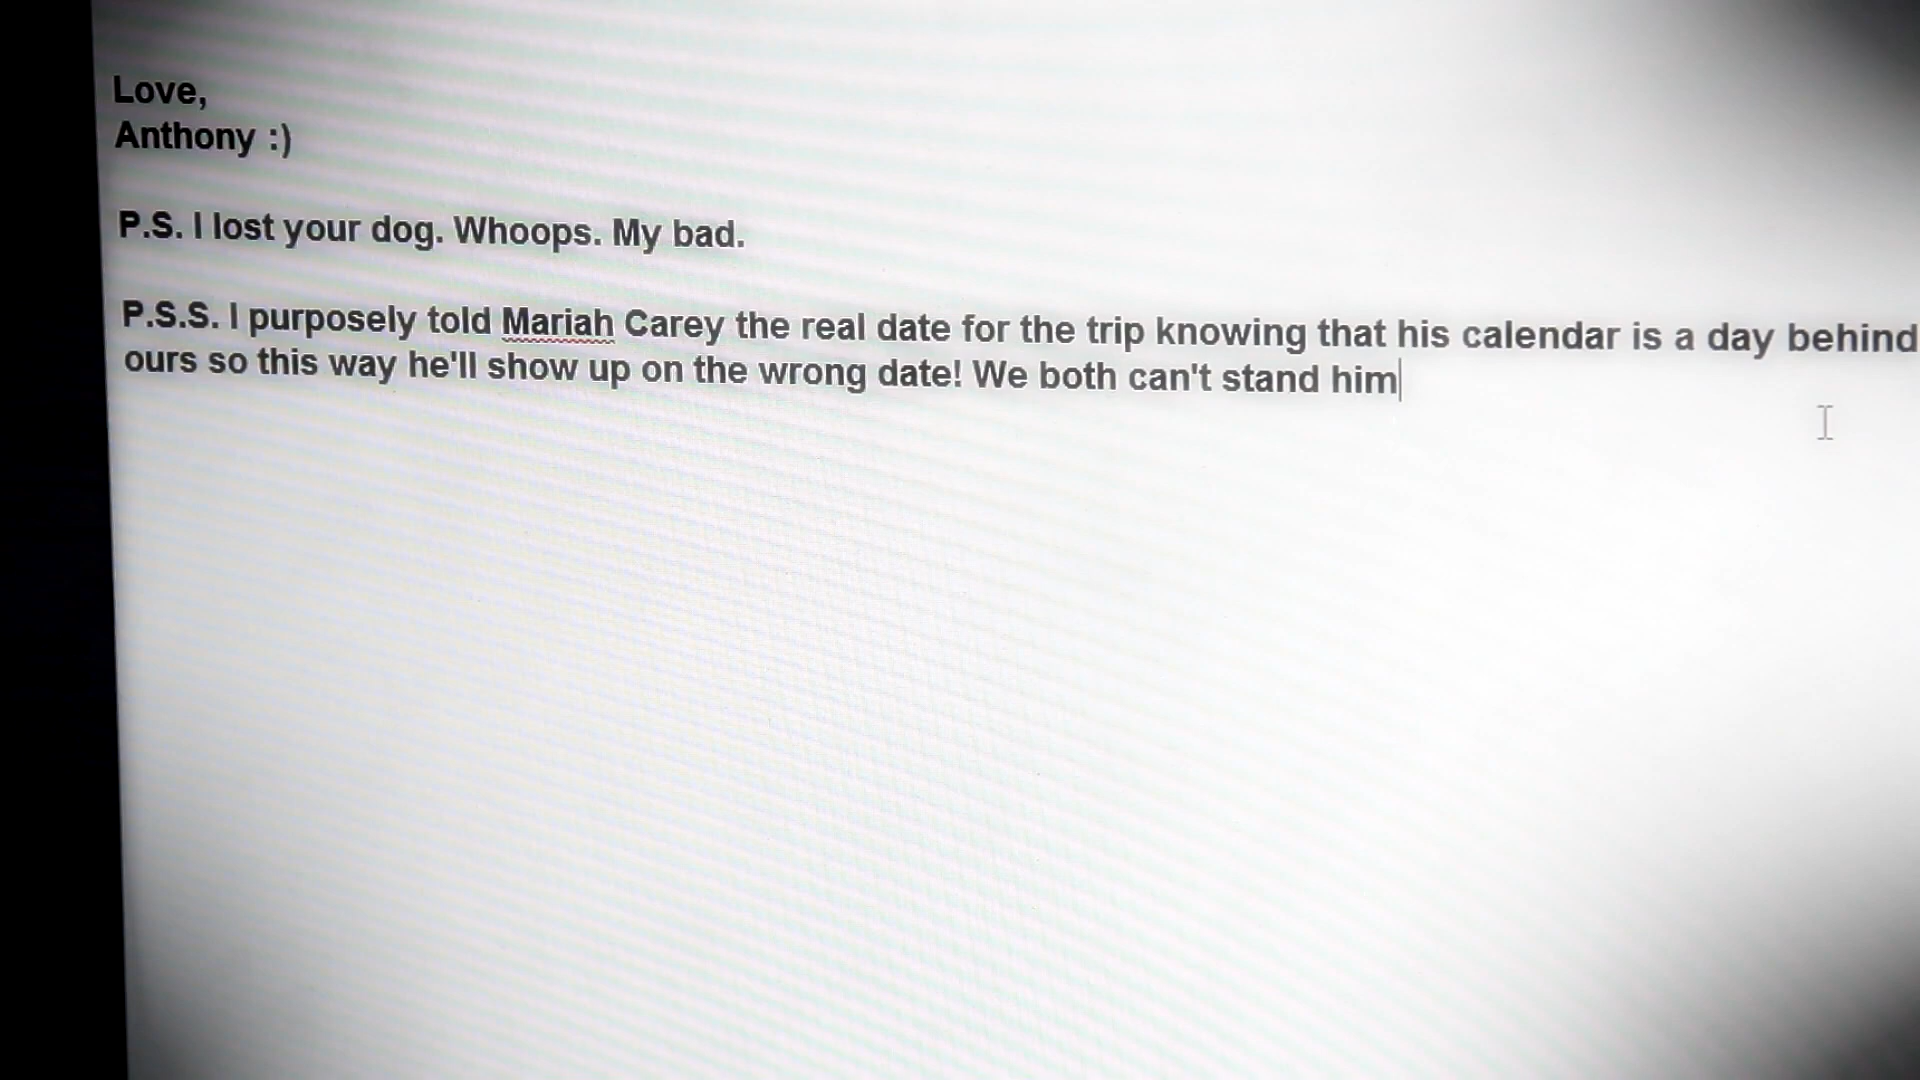 Love,
Anthony :)
P.S. I lost your dog. Whoops. My bad.
P.S.S. I purposely told Mariah Carey the real date for the trip knowing that his calendar is a day behind
ours so this way he'll show up on the wrong date! We both can't stand him